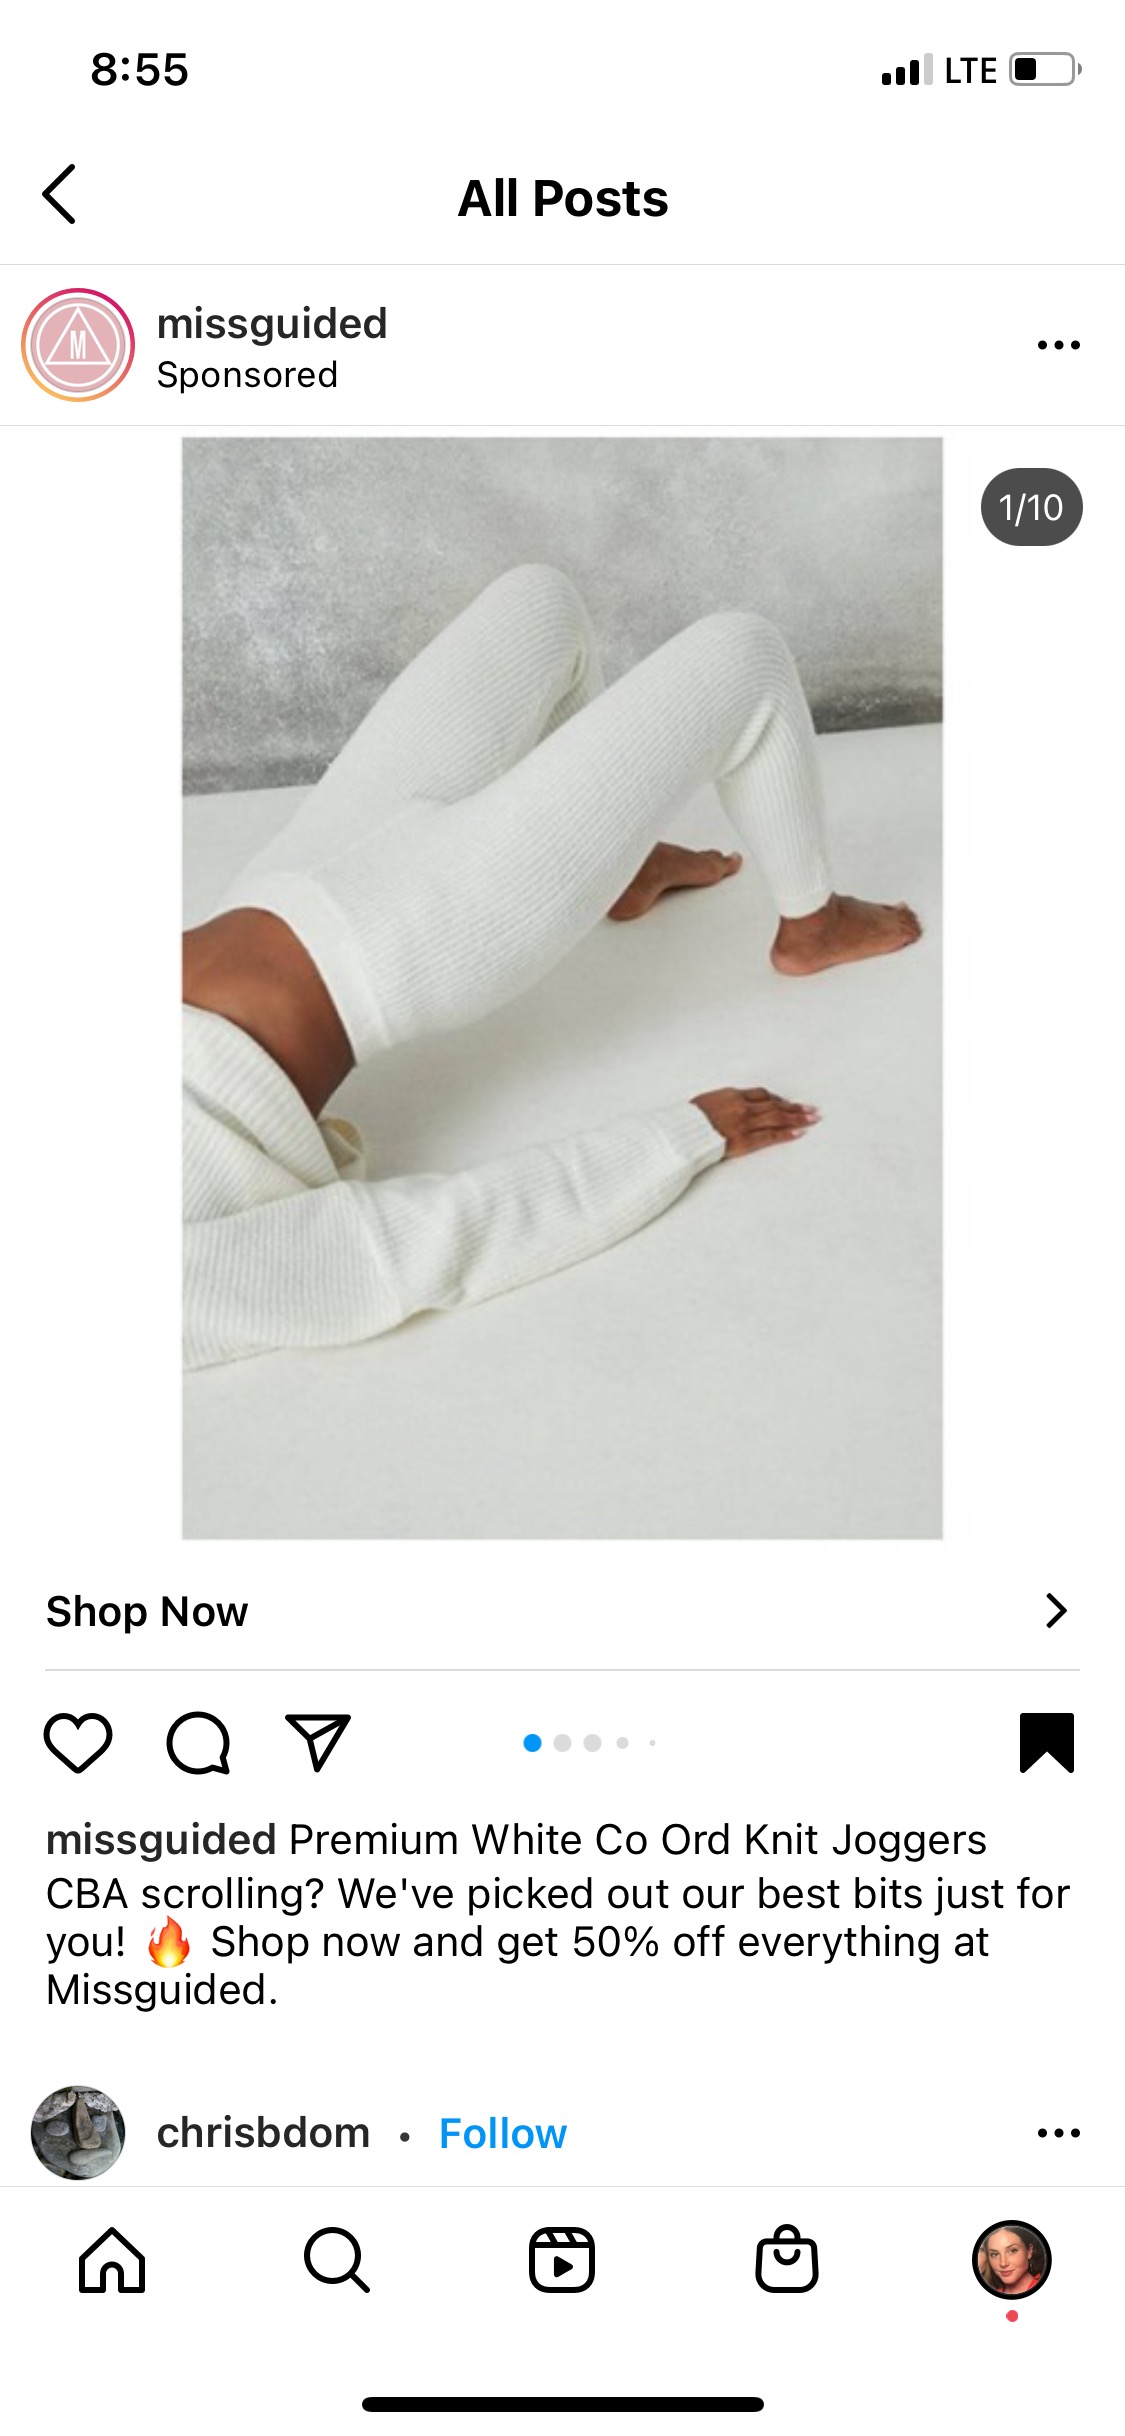 8:55
LTE
All Posts
M
missguided
Sponsored
1/10
Shop Now
missguided Premium White Co Ord Knit Joggers
CBA scrolling? We've picked out our best bits just for
you! 🔥 Shop now and get 50% off everything at
Missguided.
chrisbdom • Follow